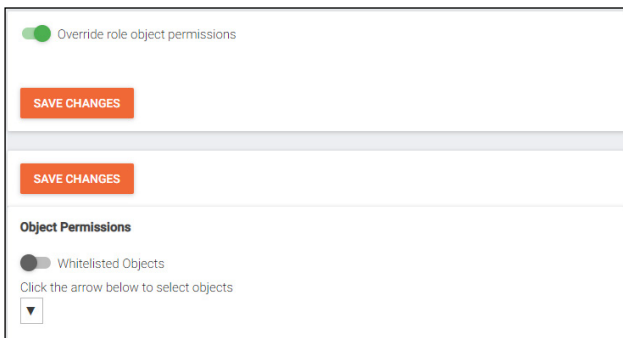 Override role object permissions
SAVE CHANGES
SAVE CHANGES
Object Permissions
Whitelisted Objects
Click the arrow below to select objects